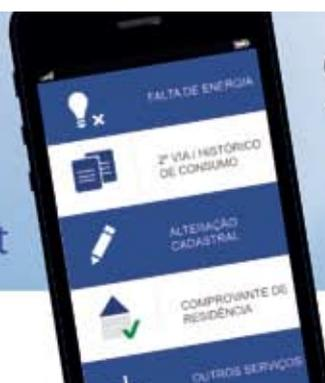 FALTA DE ENERGIA
2ª VIA / HISTÓRICO
DE CONSUMO
ALTERAÇÃO
CADASTRAL
COMPROVANTE DE
RESIDÊNCIA
OUTROS SERVIÇOS
t